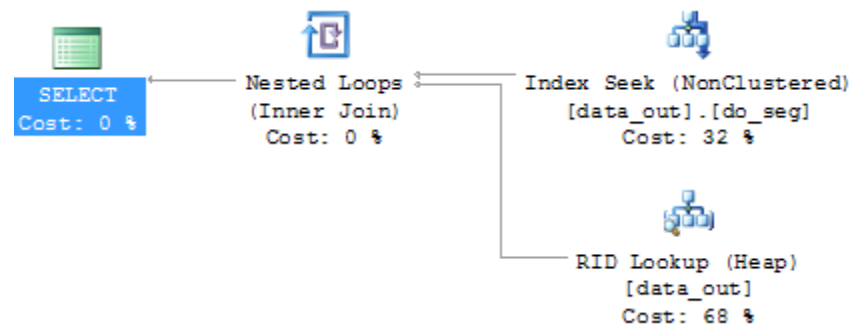 SELECT
Cost: 0 %
Nested Loops
(Inner Join)
Cost: 0 %
Index Seek (NonClustered)
[data_out].[do_seg]
Cost: 32 %
RID Lookup (Heap)
[data_out]
Cost: 68 %